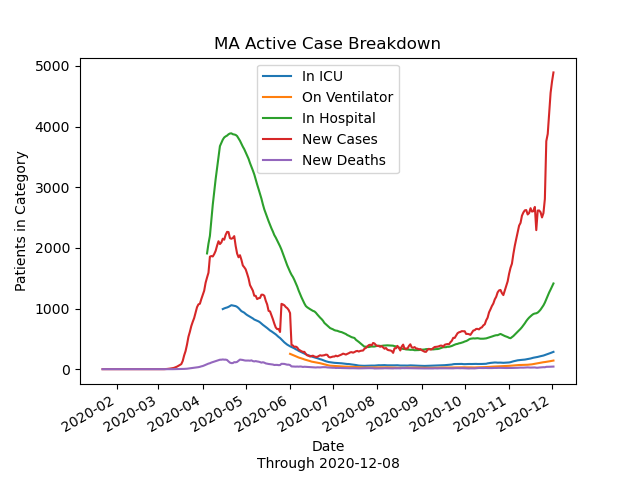 MA Active Case Breakdown
In ICU
On Ventilator
In Hospital
New Cases
New Deaths
Patients in Category
5000
4000
3000
2000
1000
0
2020-02
2020-03
2020-04
2020-05
2020-06
2020-07
2020-08
2020-09
2020-10
2020-11
2020-12
Date
Through 2020-12-08